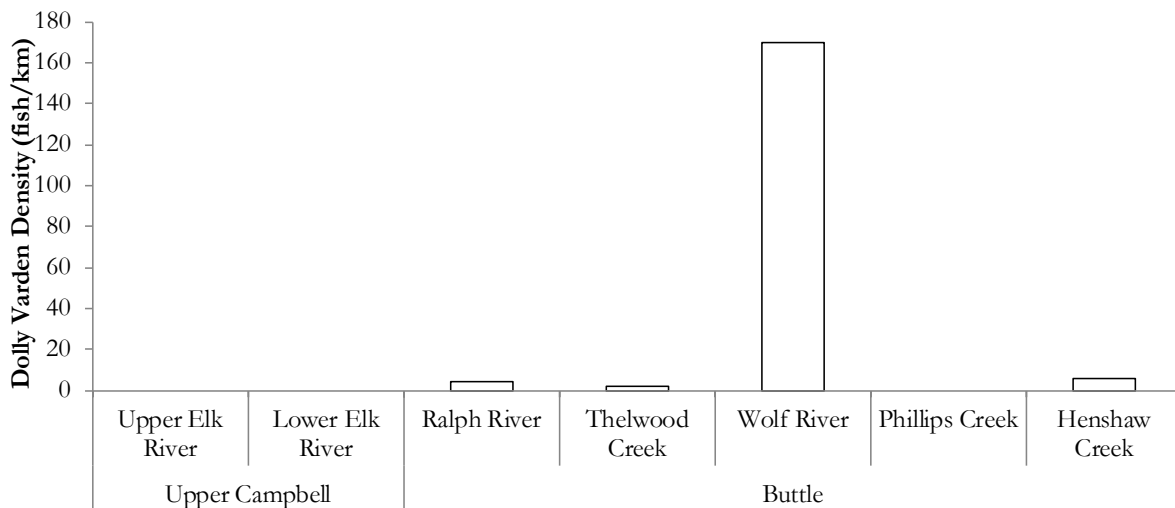 Dolly Varden Density (fish/km)
180
160
140
120
100
80
60
40
20
0
Upper Elk
River
Lower Elk
River
Ralph River
Thelwood
Creek
Wolf River
Phillips Creek
Henshaw
Creek
Upper Campbell
Buttle